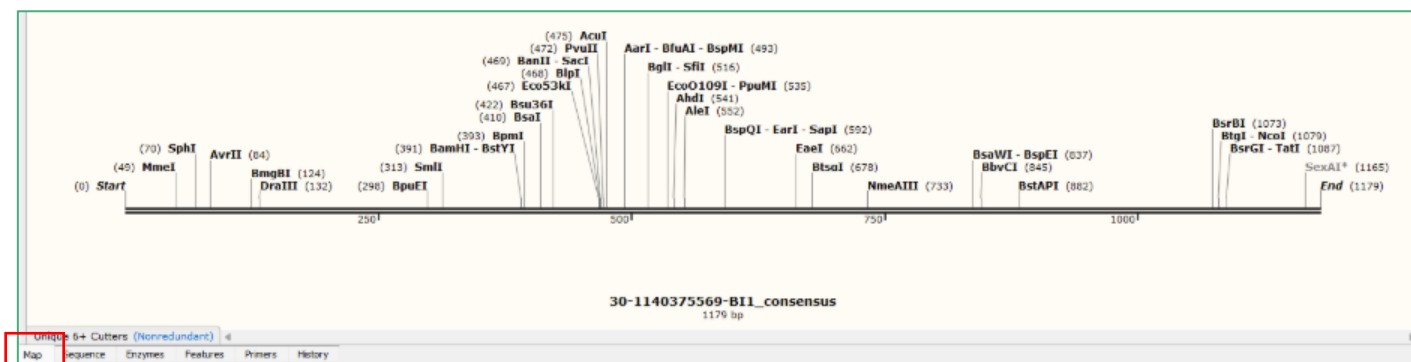 (475) AcuI
(472) PvuII
AarI - BfuAI - BspMI (493)
(469) BanII - SacI
BglI - SfiI (516)
(468) BlpI
(467) Eco53kI
EcoO109I - PpuMI (535)
AhdI (541)
(422) Bsu36I
AleI (552)
(410) BsaI
BspQI - EarI - SapI (592)
BsrBI (1073)
(393) BpmI
BtgI - NcoI (1079)
(70) SphI
(391) BamHI - BstYI
EaeI (662)
BsrGI - TatI (1087)
AvrII (84)
BsaWI - BspEI (837)
(49) MmeI
(313) SmlI
BtsαI (678)
BbvCI (845)
SexAI* (1165)
BmgBI (124)
(0) Start
DraIII (132)
(298) BpuEI
NmeAIII (733)
BstAPI (882)
End (1179)
250
500
750
1000
30-1140375569-BI1_consensus
1179 bp
Unique 6+ Cutters (Nonredundant)
Map Sequence Enzymes Features Primers History